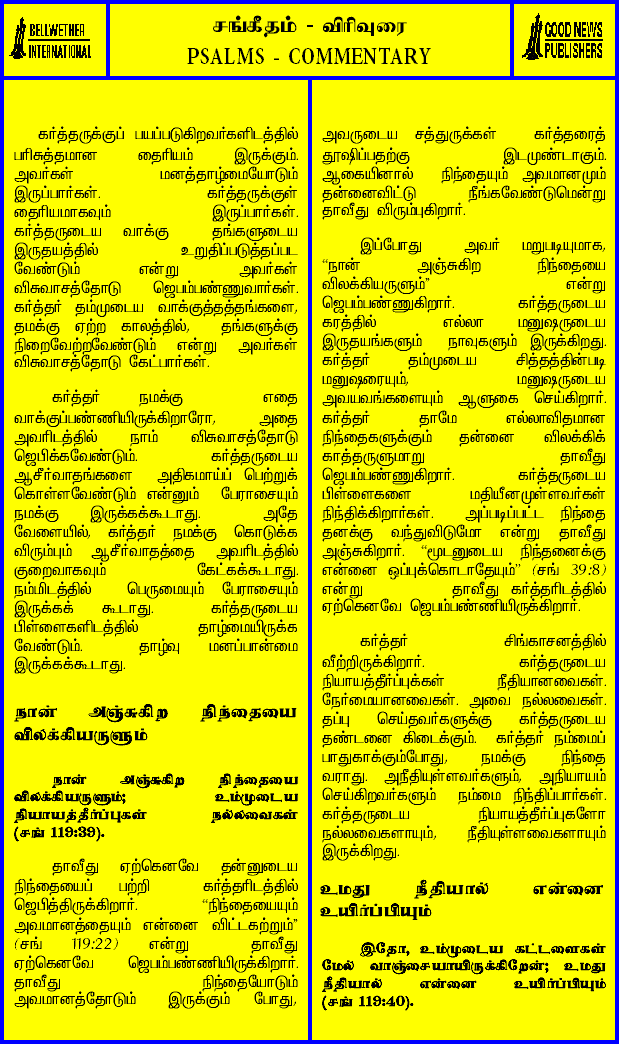 BELLWETHER
INTERNATIONAL
சங்கீதம் - விரிவுரை
PSALMS - COMMENTARY
GOOD NEWS
PUBLISHERS
கர்த்தருக்குப் பயப்படுகிறவர்களிடத்தில்
பரிசுத்தமான தைரியம் இருக்கும்.
அவர்கள் மனத்தாழ்மையோடும்
இருப்பார்கள். கர்த்தருக்குள்
தைரியமாகவும் இருப்பார்கள்.
கர்த்தருடைய வாக்கு தங்களுடைய
இருதயத்தில் உறுதிப்படுத்தப்பட
வேண்டும் என்று அவர்கள்
விசுவாசத்தோடு ஜெபம்பண்ணுவார்கள்.
கர்த்தர் தம்முடைய வாக்குத்தத்தங்களை,
தமக்கு ஏற்ற காலத்தில், தங்களுக்கு
நிறைவேற்றவேண்டும் என்று அவர்கள்
விசுவாசத்தோடு கேட்பார்கள்.
கர்த்தர் நமக்கு எதை
வாக்குப்பண்ணியிருக்கிறாரோ, அதை
அவரிடத்தில் நாம் விசுவாசத்தோடு
ஜெபிக்கவேண்டும். கர்த்தருடைய
ஆசீர்வாதங்களை அதிகமாய்ப் பெற்றுக்
கொள்ளவேண்டும் என்னும் பேராசையும்
நமக்கு இருக்கக்கூடாது. அதே
வேளையில், கர்த்தர் நமக்கு கொடுக்க
விரும்பும் ஆசீர்வாதத்தை அவரிடத்தில்
குறைவாகவும் கேட்கக்கூடாது.
நம்மிடத்தில் பெருமையும் பேராசையும்
இருக்கக் கூடாது. கர்த்தருடைய
பிள்ளைகளிடத்தில் தாழ்மையிருக்க
வேண்டும். தாழ்வு மனப்பான்மை
இருக்கக்கூடாது.
நான் அஞ்சுகிற நிந்தையை
விலக்கியருளும்
நான் அஞ்சுகிற நிந்தையை
விலக்கியருளும்; உம்முடைய
நியாயத்தீர்ப்புகள் நல்லவைகள்
(சங் 119:39).
தாவீது ஏற்கெனவே தன்னுடைய
நிந்தையைப் பற்றி கர்த்தரிடத்தில்
ஜெபித்திருக்கிறார். “நிந்தையையும்
அவமானத்தையும் என்னை விட்டகற்றும்”
(சங் 119:22) என்று தாவீது
ஏற்கெனவே ஜெபம்பண்ணியிருக்கிறார்.
தாவீது நிந்தையோடும்
அவமானத்தோடும் இருக்கும் போது,
அவருடைய சத்துருக்கள் கர்த்தரைத்
தூஷிப்பதற்கு இடமுண்டாகும்.
ஆகையினால் நிந்தையும் அவமானமும்
தன்னைவிட்டு நீங்கவேண்டுமென்று
தாவீது விரும்புகிறார்.
இப்போது அவர் மறுபடியுமாக,
“நான் அஞ்சுகிற நிந்தையை
விலக்கியருளும்” என்று
ஜெபம்பண்ணுகிறார். கர்த்தருடைய
கரத்தில் எல்லா மனுஷருடைய
இருதயங்களும் நாவுகளும் இருக்கிறது.
கர்த்தர் தம்முடைய சித்தத்தின்படி
மனுஷரையும், மனுஷருடைய
அவயவங்களையும் ஆளுகை செய்கிறார்.
கர்த்தர் தாமே எல்லாவிதமான
நிந்தைகளுக்கும் தன்னை விலக்கிக்
காத்தருளுமாறு தாவீது
ஜெபம்பண்ணுகிறார். கர்த்தருடைய
பிள்ளைகளை மதியீனமுள்ளவர்கள்
நிந்திக்கிறார்கள். அப்படிப்பட்ட நிந்தை
தனக்கு வந்துவிடுமோ என்று தாவீது
அஞ்சுகிறார். “மூடனுடைய நிந்தனைக்கு
என்னை ஒப்புக்கொடாதேயும்” (சங் 39:8)
என்று தாவீது கர்த்தரிடத்தில்
ஏற்கெனவே ஜெபம்பண்ணியிருக்கிறார்.
கர்த்தர் சிங்காசனத்தில்
வீற்றிருக்கிறார். கர்த்தருடைய
நியாயத்தீர்ப்புக்கள் நீதியானவைகள்.
நேர்மையானவைகள். அவை நல்லவைகள்.
தப்பு செய்தவர்களுக்கு கர்த்தருடைய
தண்டனை கிடைக்கும். கர்த்தர் நம்மைப்
பாதுகாக்கும்போது, நமக்கு நிந்தை
வராது. அநீதியுள்ளவர்களும், அநியாயம்
செய்கிறவர்களும் நம்மை நிந்திப்பார்கள்.
கர்த்தருடைய நியாயத்தீர்ப்புகளோ
நல்லவைகளாயும், நீதியுள்ளவைகளாயும்
இருக்கிறது.
உமது நீதியால் என்னை
உயிர்ப்பியும்
இதோ, உம்முடைய கட்டளைகள்
மேல் வாஞ்சையாயிருக்கிறேன்; உமது
நீதியால் என்னை உயிர்ப்பியும்
(சங் 119:40).